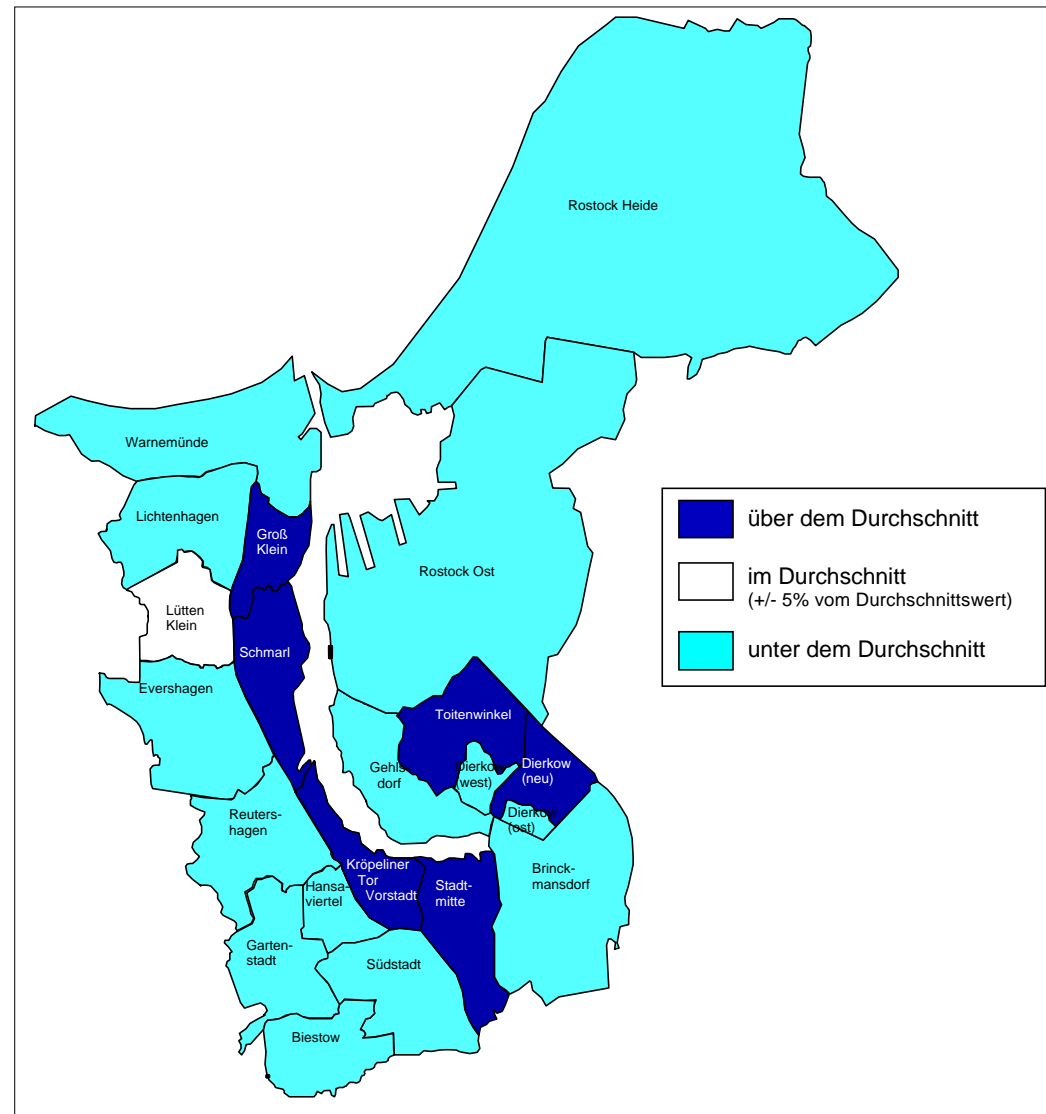 Rostock Heide
Warnemünde
Lichtenhagen
Groß
Klein
Rostock Ost
Lütten
Klein
Schmarl
Evershagen
Toitenwinkel
Gehls-
dorf
Dierkow
(west)
Dierkow
(neu)
Reuters-
hagen
Dierkow
(ost)
Kröpeliner
Tor
Vorstadt
Hansa-
viertel
Stadt-
mitte
Brinck-
mansdorf
Garten-
stadt
Südstadt
Biestow
über dem Durchschnitt
im Durchschnitt
(+/- 5% vom Durchschnittswert)
unter dem Durchschnitt